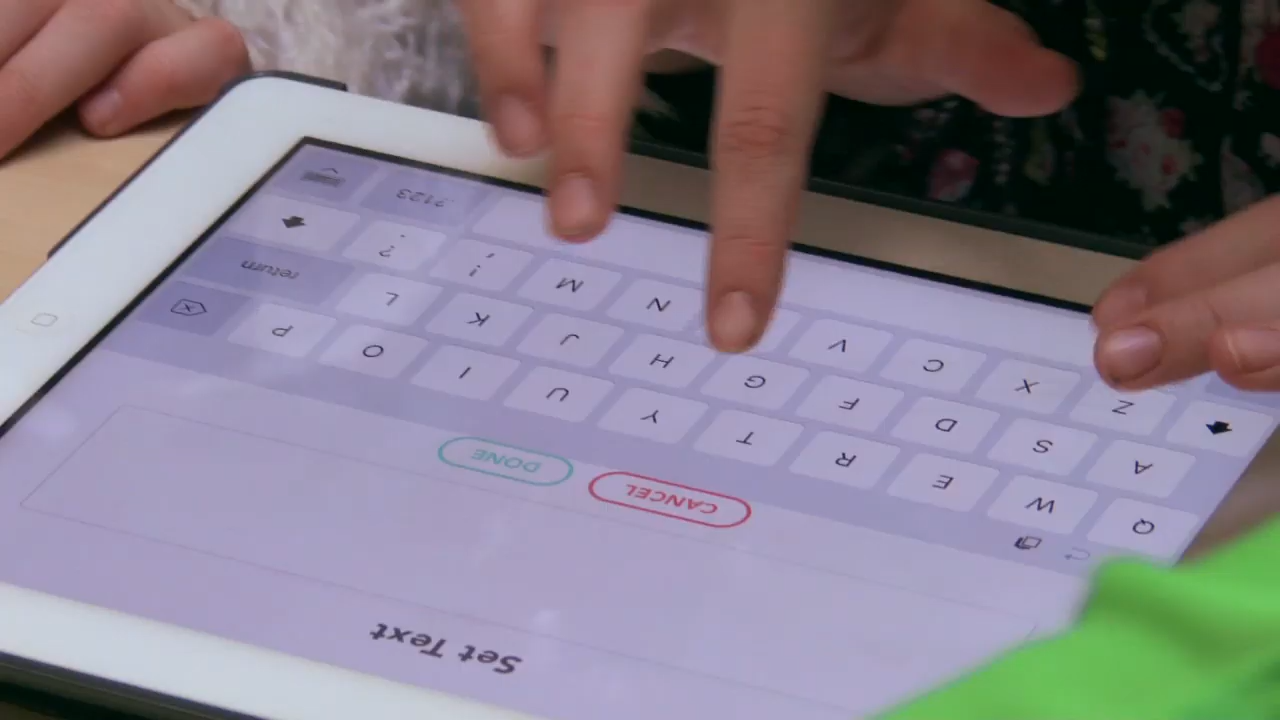 Set Text
CANCEL DONE
Q W E R T Y U I O P
A S D F G H J K L return
Z X C V N M ! , ? .
.?123